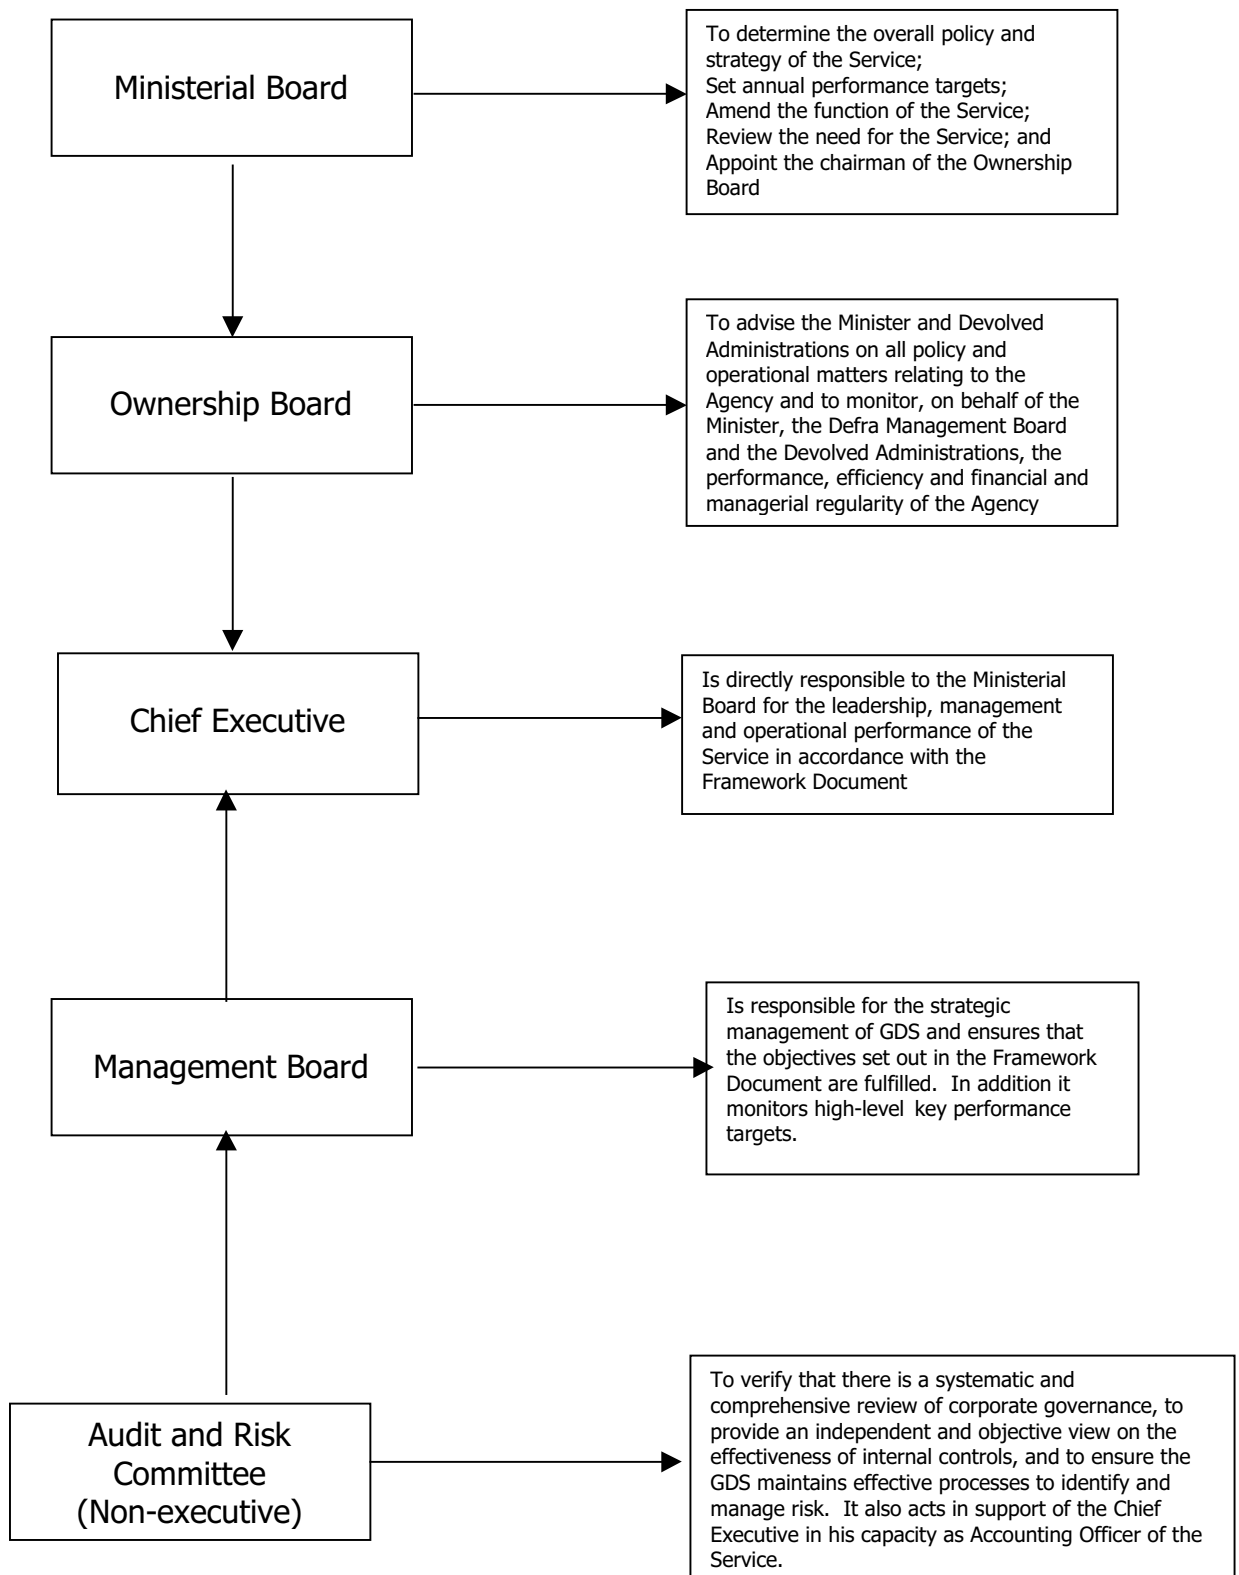 Ministerial Board
To determine the overall policy and
strategy of the Service;
Set annual performance targets;
Amend the function of the Service;
Review the need for the Service; and
Appoint the chairman of the Ownership
Board
Ownership Board
To advise the Minister and Devolved
Administrations on all policy and
operational matters relating to the
Agency and to monitor, on behalf of the
Minister, the Defra Management Board
and the Devolved Administrations, the
performance, efficiency and financial and
managerial regularity of the Agency
Chief Executive
Is directly responsible to the Ministerial
Board for the leadership, management
and operational performance of the
Service in accordance with the
Framework Document
Management Board
Is responsible for the strategic
management of GDS and ensures that
the objectives set out in the Framework
Document are fulfilled.  In addition it
monitors high-level key performance
targets.
Audit and Risk
Committee
(Non-executive)
To verify that there is a systematic and
comprehensive review of corporate governance, to
provide an independent and objective view on the
effectiveness of internal controls, and to ensure the
GDS maintains effective processes to identify and
manage risk.  It also acts in support of the Chief
Executive in his capacity as Accounting Officer of the
Service.